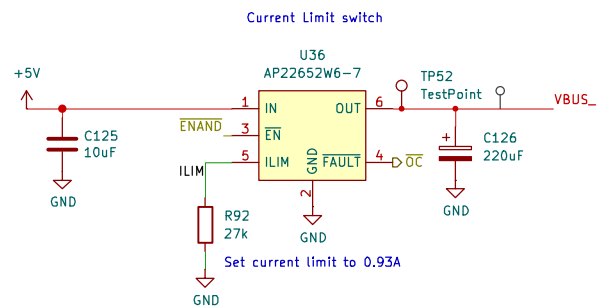 Current Limit switch
U36
AP22652W6-7
+5V
TP52
TestPoint
1 IN OUT 6
VBUS_
ENAND
3 EN
C125
10uF
+
C126
220uF
5 ILIM GND FAULT 4 OC
ILIM
2
GND
GND
R92
27k
GND
Set current limit to 0.93A
GND